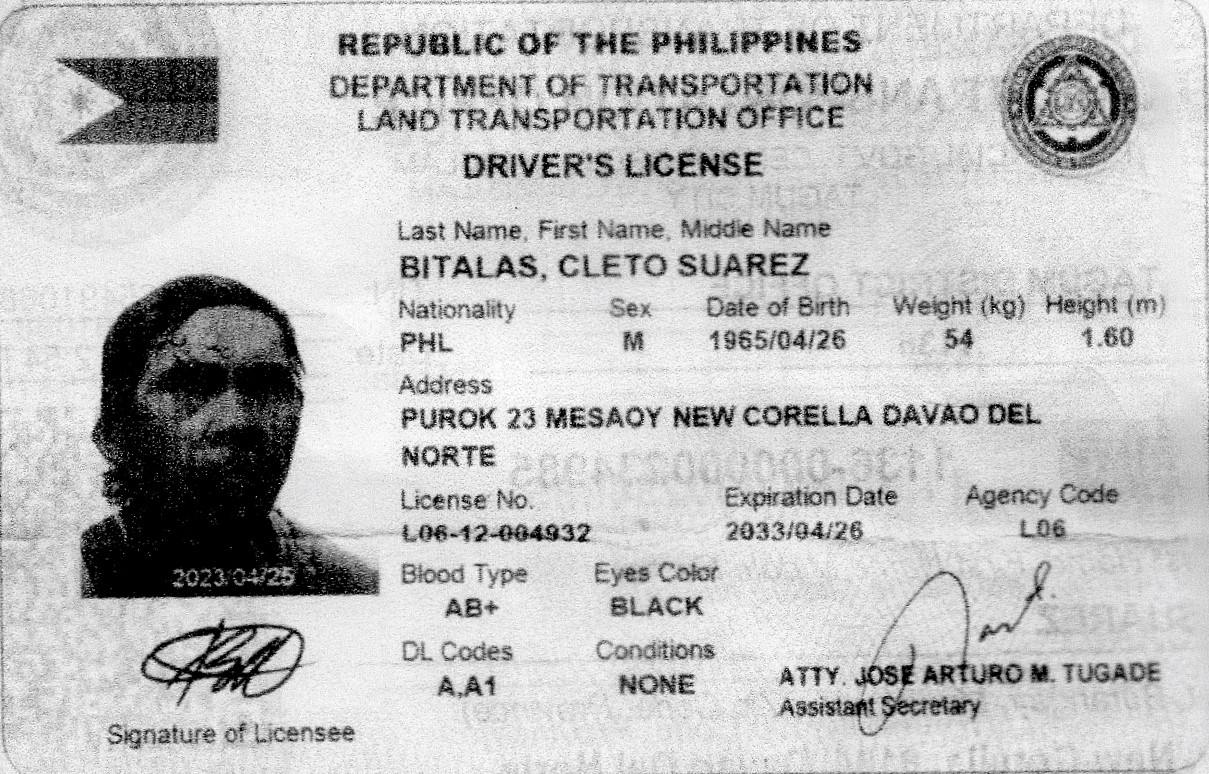 REPUBLIC OF THE PHILIPPINES
DEPARTMENT OF TRANSPORTATION
LAND TRANSPORTATION OFFICE
DRIVER'S LICENSE
Last Name, First Name, Middle Name
BITALAS, CLETO SUAREZ
Nationality Sex Date of Birth Weight (kg) Height (m)
PHL M 1965/04/26 54 1.60
Address
PUROK 23 MESAOY NEW CORELLA DAVAO DEL
NORTE
License No. Expiration Date Agency Code
L06-12-004932 2033/04/26 L06
2023/04/25
Blood Type Eyes Color
AB+ BLACK
DL Codes Conditions
A,A1 NONE
ATTY. JOSE ARTURO M. TUGADE
Assistant Secretary
Signature of Licensee